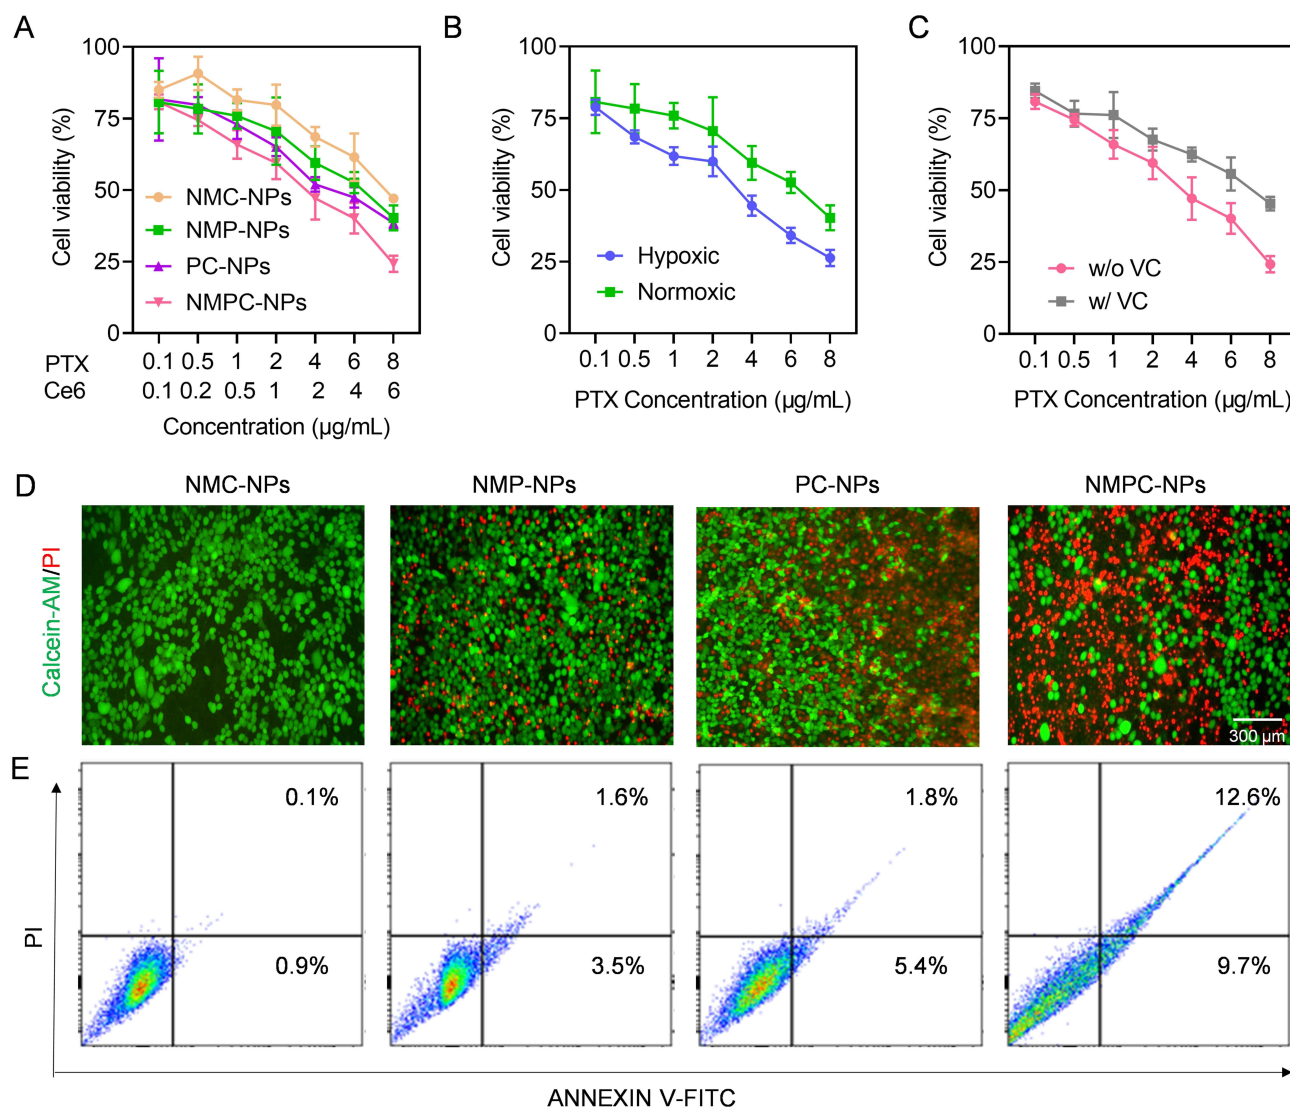 A
B
C
100
75
50
25
0
Cell viability (%)
NMC-NPs
NMP-NPs
PC-NPs
NMPC-NPs
PTX 0.1 0.5 1 2 4 6 8
Ce6 0.1 0.2 0.5 1 2 4 6
Concentration (µg/mL)
100
75
50
25
0
Cell viability (%)
Hypoxic
Normoxic
0.1 0.5 1 2 4 6 8
PTX Concentration (µg/mL)
100
75
50
25
0
Cell viability (%)
w/o VC
w/ VC
0.1 0.5 1 2 4 6 8
PTX Concentration (µg/mL)
D
NMC-NPs NMP-NPs PC-NPs NMPC-NPs
Calcein-AM/PI
300 µm
E
0.1% 1.6% 1.8% 12.6%
0.9% 3.5% 5.4% 9.7%
PI
ANNEXIN V-FITC